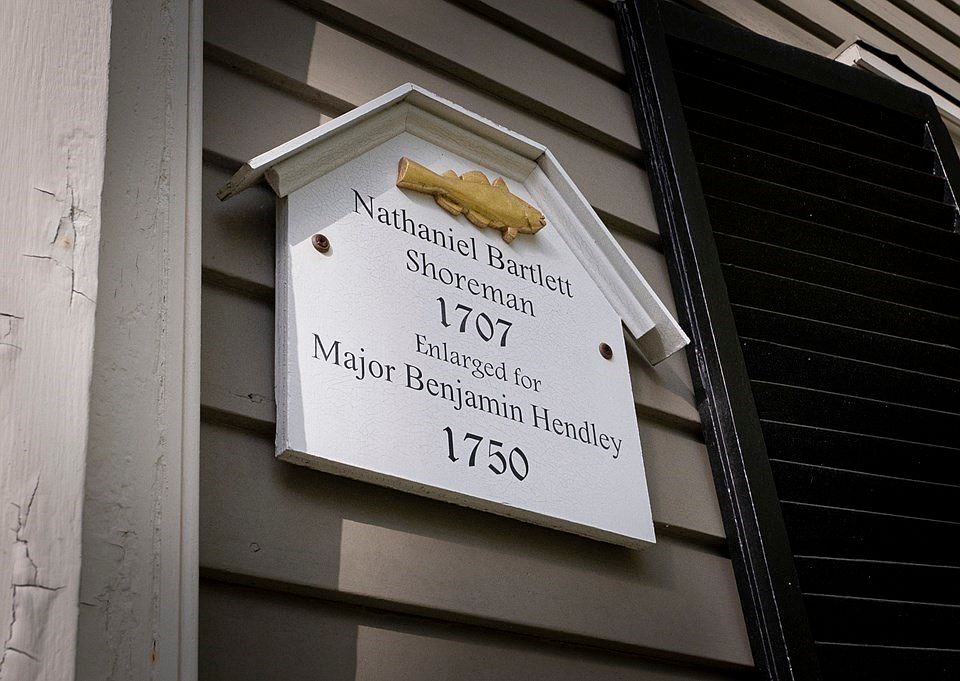 Nathaniel Bartlett
Shoreman
1707
Enlarged for
Major Benjamin Hendley
1750